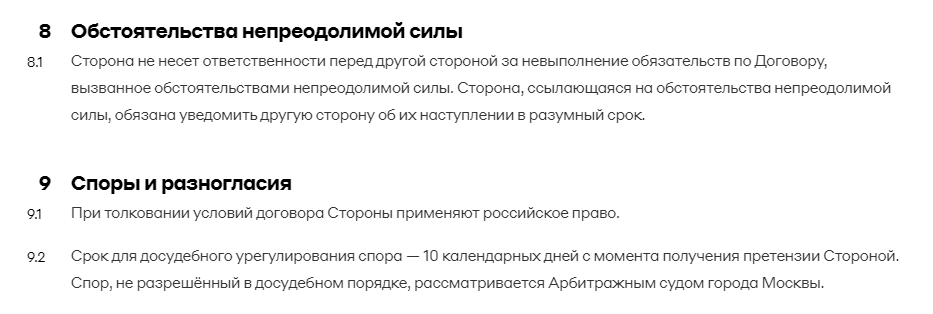 8 Обстоятельства непреодолимой силы
8.1 Сторона не несет ответственности перед другой стороной за невыполнение обязательств по Договору,
вызванное обстоятельствами непреодолимой силы. Сторона, ссылающаяся на обстоятельства непреодолимой
силы, обязана уведомить другую сторону об их наступлении в разумный срок.
9 Споры и разногласия
9.1 При толковании условий договора Стороны применяют российское право.
9.2 Срок для досудебного урегулирования спора — 10 календарных дней с момента получения претензии Стороной.
Спор, не разрешённый в досудебном порядке, рассматривается Арбитражным судом города Москвы.